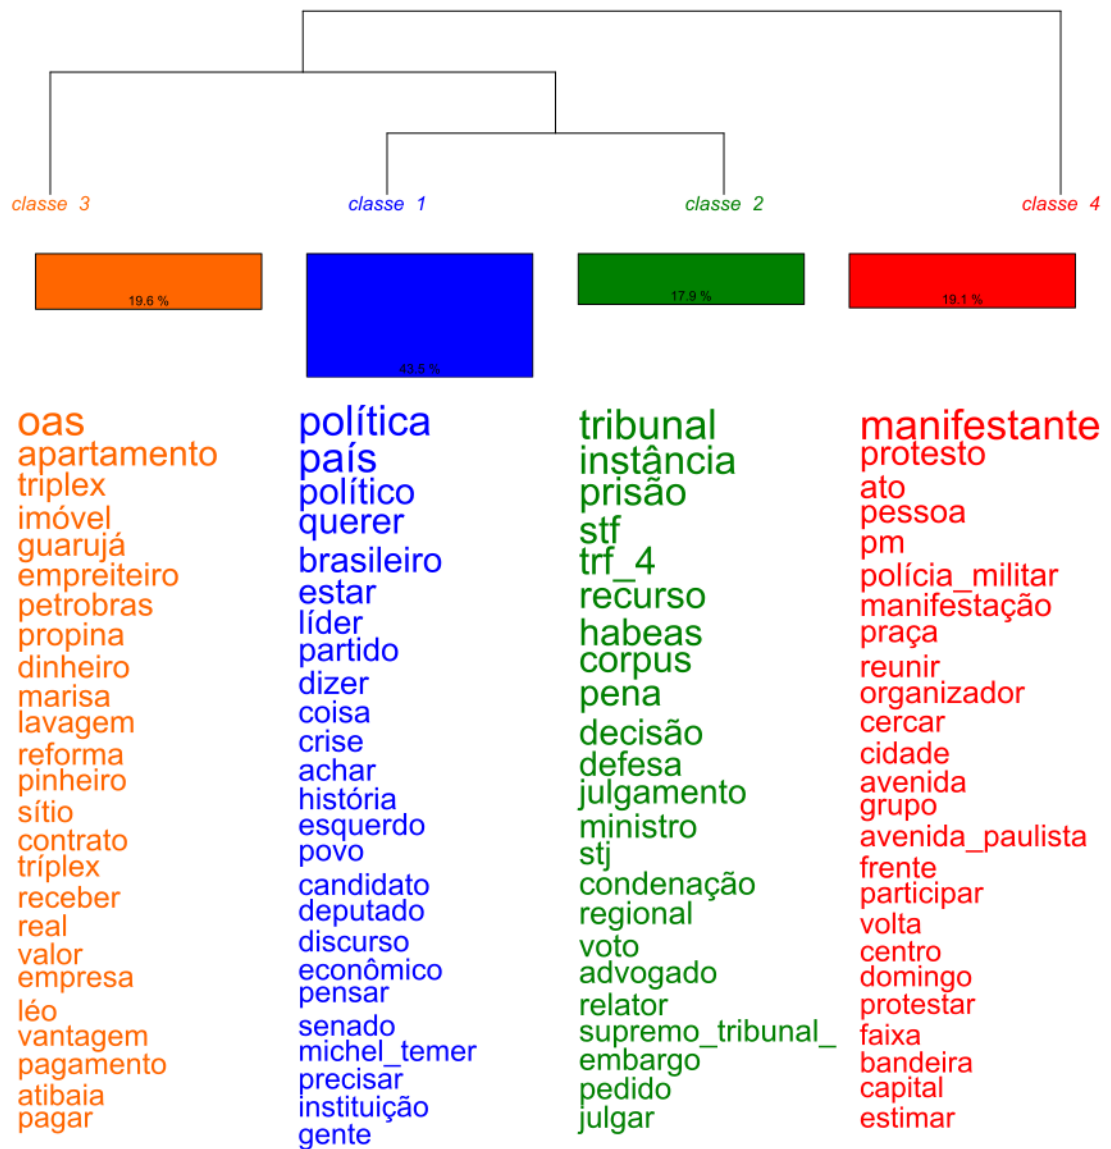 classe 3
classe 1
classe 2
classe 4
19.6 %
43.5 %
17.9 %
19.1 %
oas
apartamento
triplex
imóvel
guarujá
empreiteiro
petrobras
propina
dinheiro
marisa
lavagem
reforma
pinheiro
sítio
contrato
tríplex
receber
real
valor
empresa
léo
vantagem
pagamento
atibaia
pagar
política
país
político
querer
brasileiro
estar
líder
partido
dizer
coisa
crise
achar
história
esquerdo
povo
candidato
deputado
discurso
econômico
pensar
senado
michel_temer
precisar
instituição
gente
tribunal
instância
prisão
stf
trf_4
recurso
habeas
corpus
pena
decisão
defesa
julgamento
ministro
stj
condenação
regional
voto
advogado
relator
supremo_tribunal_
embargo
pedido
julgar
manifestante
protesto
ato
pessoa
pm
polícia_militar
manifestação
praça
reunir
organizador
cercar
cidade
avenida
grupo
avenida_paulista
frente
participar
volta
centro
domingo
protestar
faixa
bandeira
capital
estimar